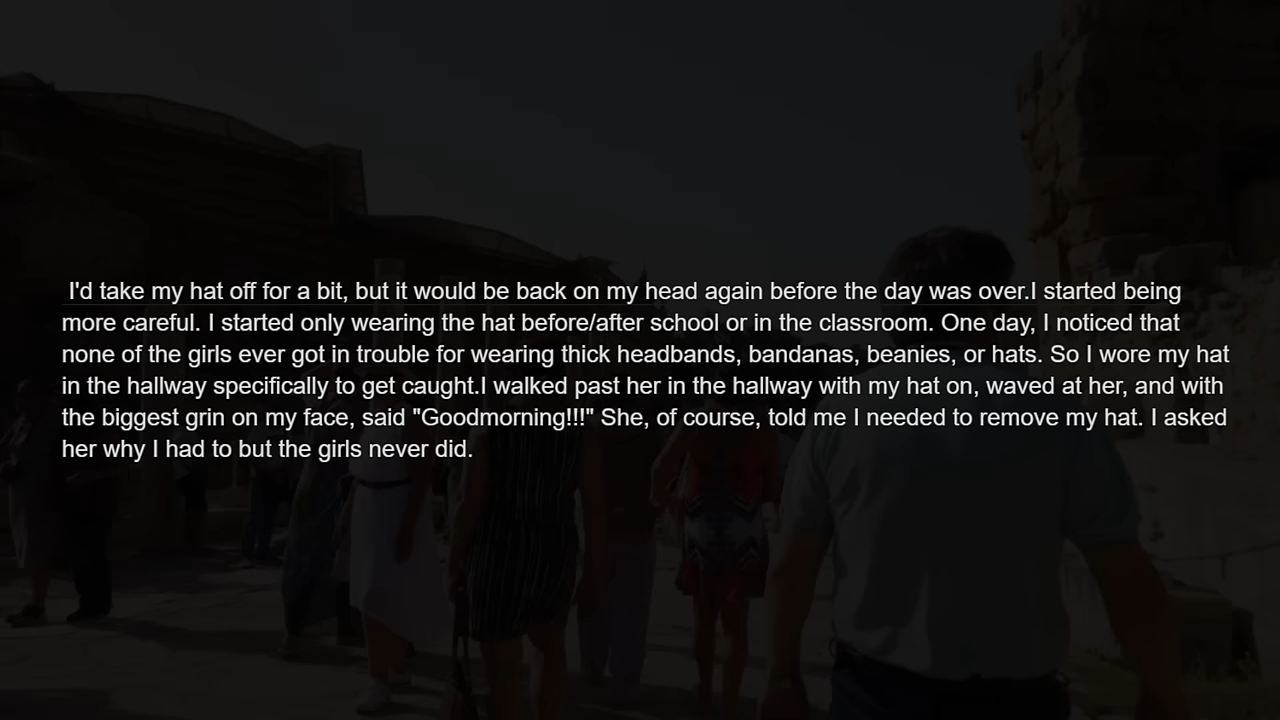 I'd take my hat off for a bit, but it would be back on my head again before the day was over.I started being
more careful. I started only wearing the hat before/after school or in the classroom. One day, I noticed that
none of the girls ever got in trouble for wearing thick headbands, bandanas, beanies, or hats. So I wore my hat
in the hallway specifically to get caught.I walked past her in the hallway with my hat on, waved at her, and with
the biggest grin on my face, said "Goodmorning!!!" She, of course, told me I needed to remove my hat. I asked
her why I had to but the girls never did.